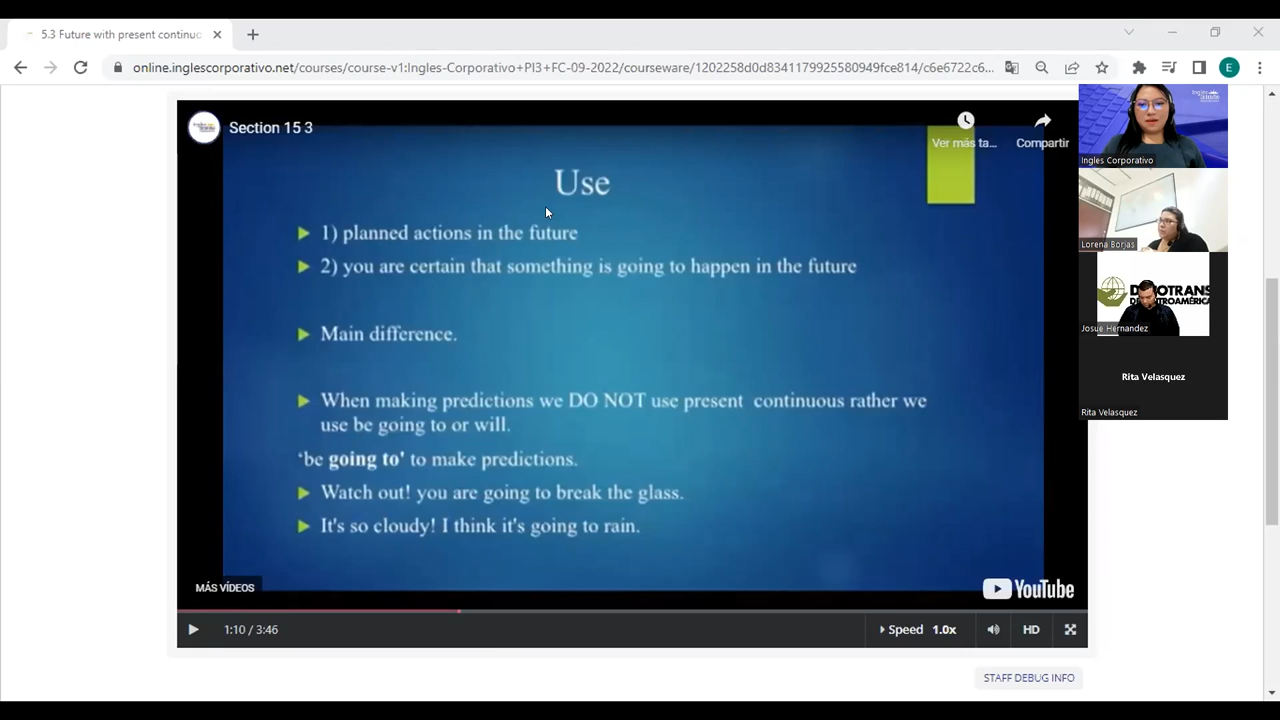 5.3 Future with present continuo
online.inglescorporativo.net/courses/course-v1:Ingles-Corporativo+PI3+FC-09-2022/courseware/1202258d0d8341179925580949fce814/c6e6722c6...
E
Section 15 3
Ver más ta...
Compartir
Use
1) planned actions in the future
2) you are certain that something is going to happen in the future
Main difference.
When making predictions we DO NOT use present continuous rather we
use be going to or will.
‘be going to' to make predictions.
Watch out! you are going to break the glass.
It's so cloudy! I think it's going to rain.
MÁS VÍDEOS
YouTube
1:10 / 3:46
Speed 1.0x
HD
STAFF DEBUG INFO
Ingles Corporativo
Lorena Borjas
Josue Hernandez
Rita Velasquez
Rita Velasquez